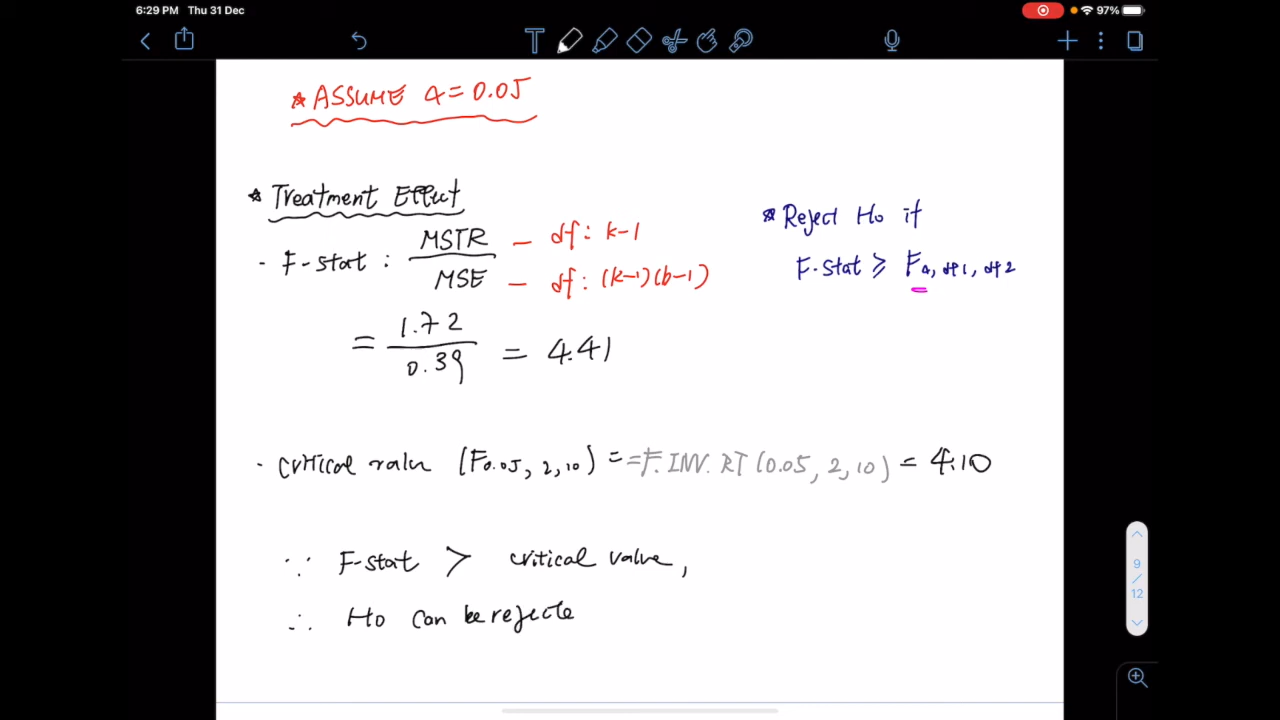 6:29 PM Thu 31 Dec
97%
* ASSUME α = 0.05
* Treatment Effect
· F-stat : MSTR – df: k-1
MSE – df: (k-1)(b-1)
= 1.72 / 0.39 = 4.41
* Reject Ho if
F-stat ≥ Fα, df1, df2
· critical value (F0.05, 2, 10) = =F.INV.RT(0.05, 2, 10) = 4.10
∵ F-stat > critical value,
∴ Ho can be rejecte
9
/
12